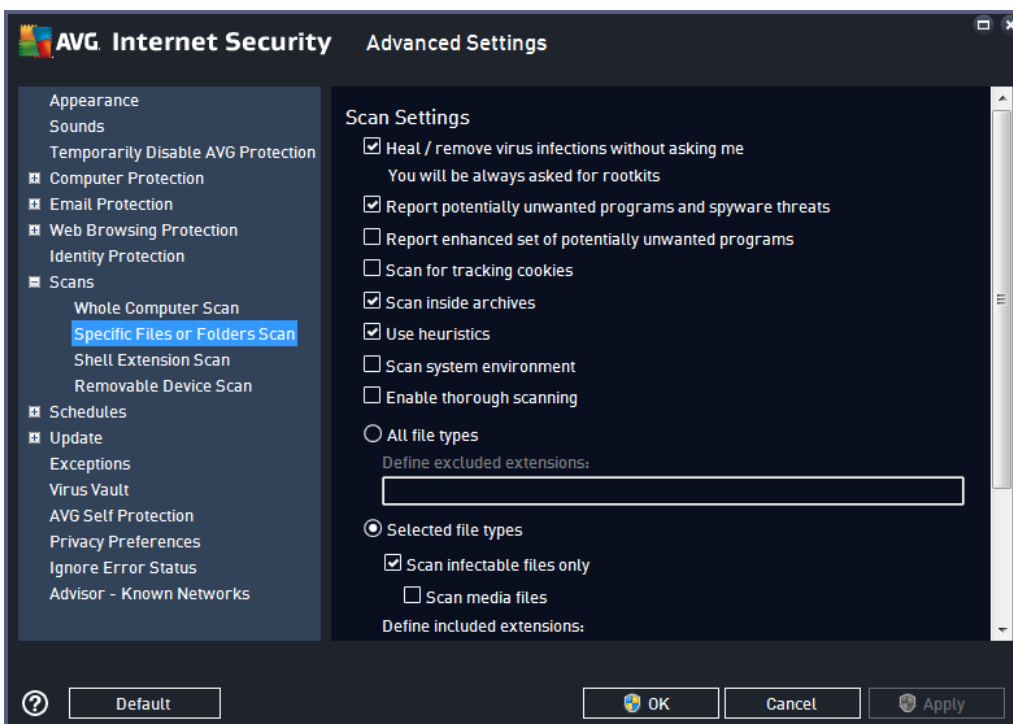 AVG. Internet Security Advanced Settings
Appearance
Sounds
Temporarily Disable AVG Protection
Computer Protection
Email Protection
Web Browsing Protection
Identity Protection
Scans
Whole Computer Scan
Specific Files or Folders Scan
Shell Extension Scan
Removable Device Scan
Schedules
Update
Exceptions
Virus Vault
AVG Self Protection
Privacy Preferences
Ignore Error Status
Advisor - Known Networks
Scan Settings
Heal / remove virus infections without asking me
You will be always asked for rootkits
Report potentially unwanted programs and spyware threats
Report enhanced set of potentially unwanted programs
Scan for tracking cookies
Scan inside archives
Use heuristics
Scan system environment
Enable thorough scanning
All file types
Define excluded extensions:
Selected file types
Scan infectable files only
Scan media files
Define included extensions:
? Default OK Cancel Apply